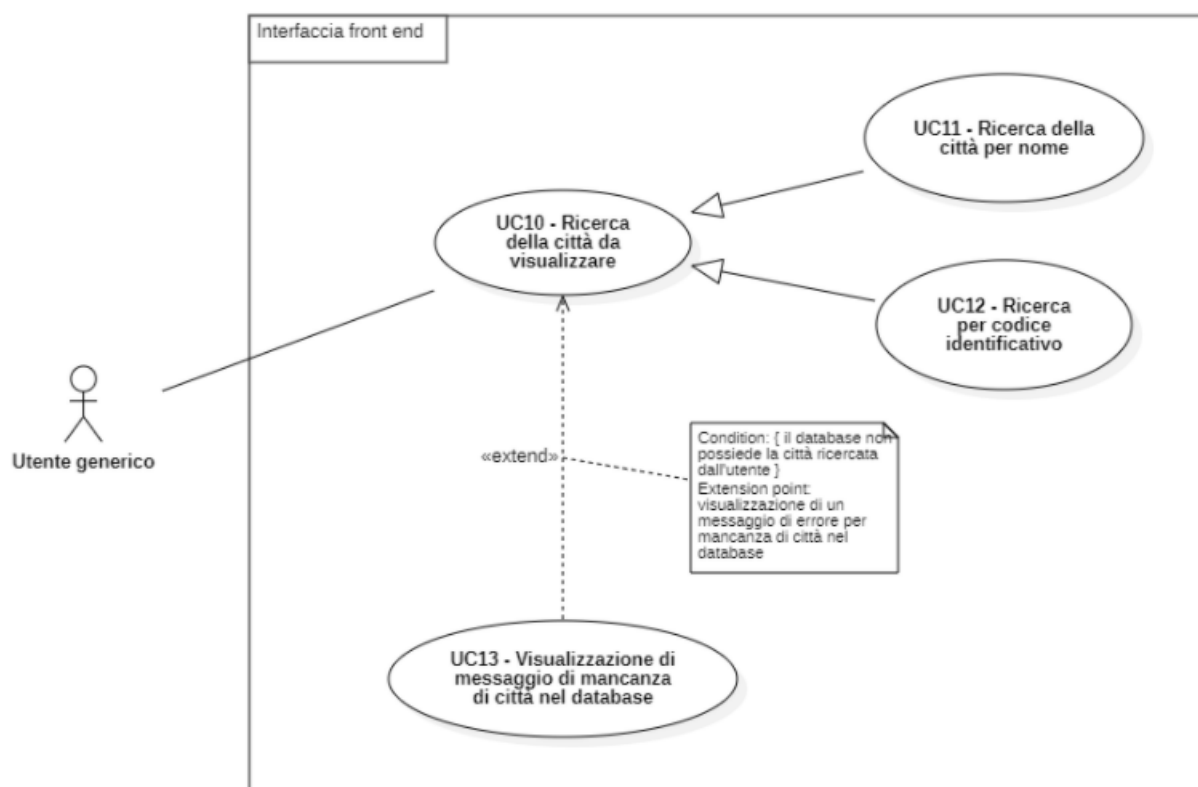 Interfaccia front end
UC11 - Ricerca della
città per nome
UC10 - Ricerca
della città da
visualizzare
UC12 - Ricerca
per codice
identificativo
Utente generico
«extend»
Condition: { il database non
possiede la città ricercata
dall'utente }
Extension point:
visualizzazione di un
messaggio di errore per
mancanza di città nel
database
UC13 - Visualizzazione di
messaggio di mancanza
di città nel database